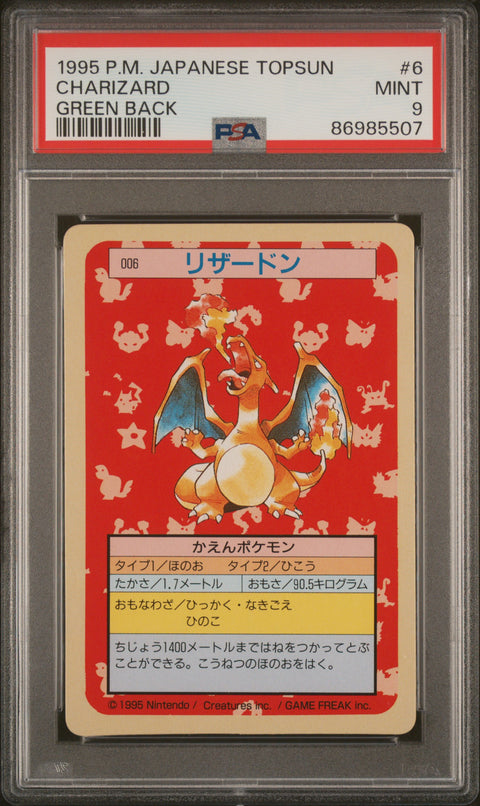 1995 P.M. JAPANESE TOPSUN #6
CHARIZARD MINT
GREEN BACK 9
PSA 86985507
006 リザードン
かえんポケモン
タイプ1/ほのお タイプ2/ひこう
たかさ/1.7メートル おもさ/90.5キログラム
おもなわざ/ひっかく・なきごえ
ひのこ
ちじょう1400メートルまではねをつかってとぶ
ことができる。こうねつのほのおをはく。
©1995 Nintendo / Creatures inc. / GAME FREAK inc.